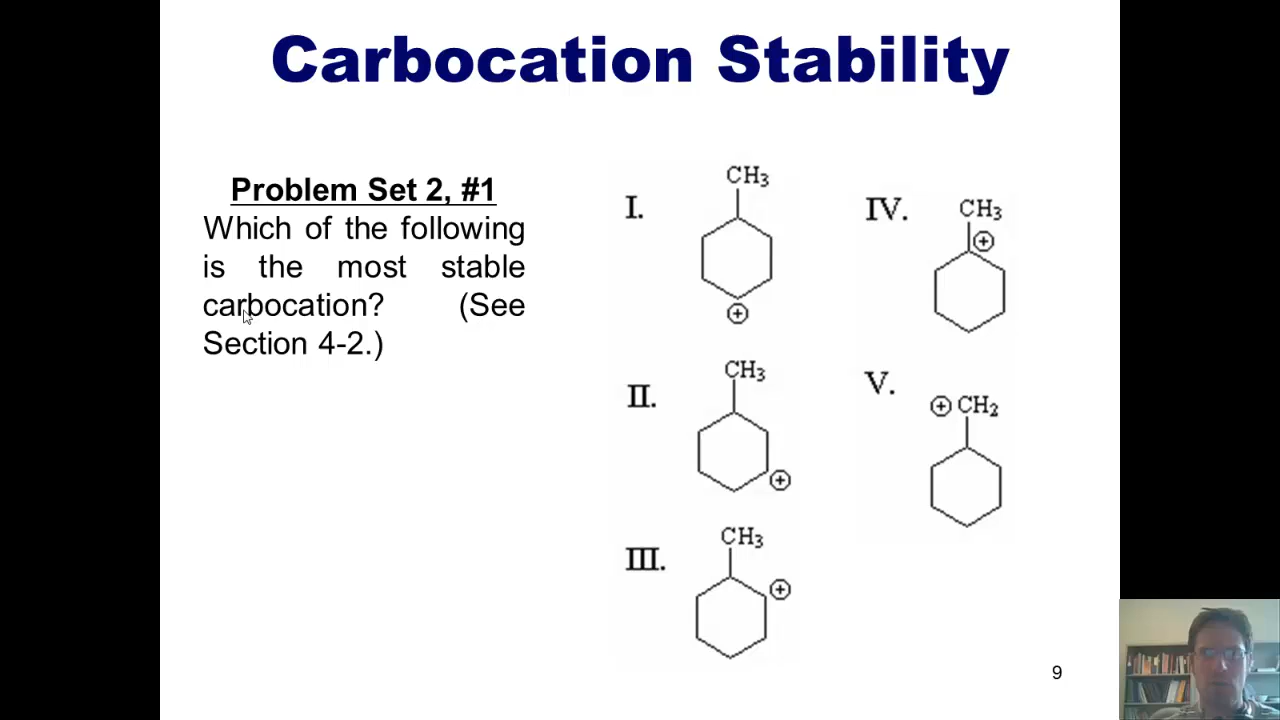 Carbocation Stability
Problem Set 2, #1
Which of the following
is the most stable
carbocation? (See
Section 4-2.)
I.
CH3
+
II.
CH3
+
III.
CH3
+
IV.
CH3
+
V.
+ CH2
9